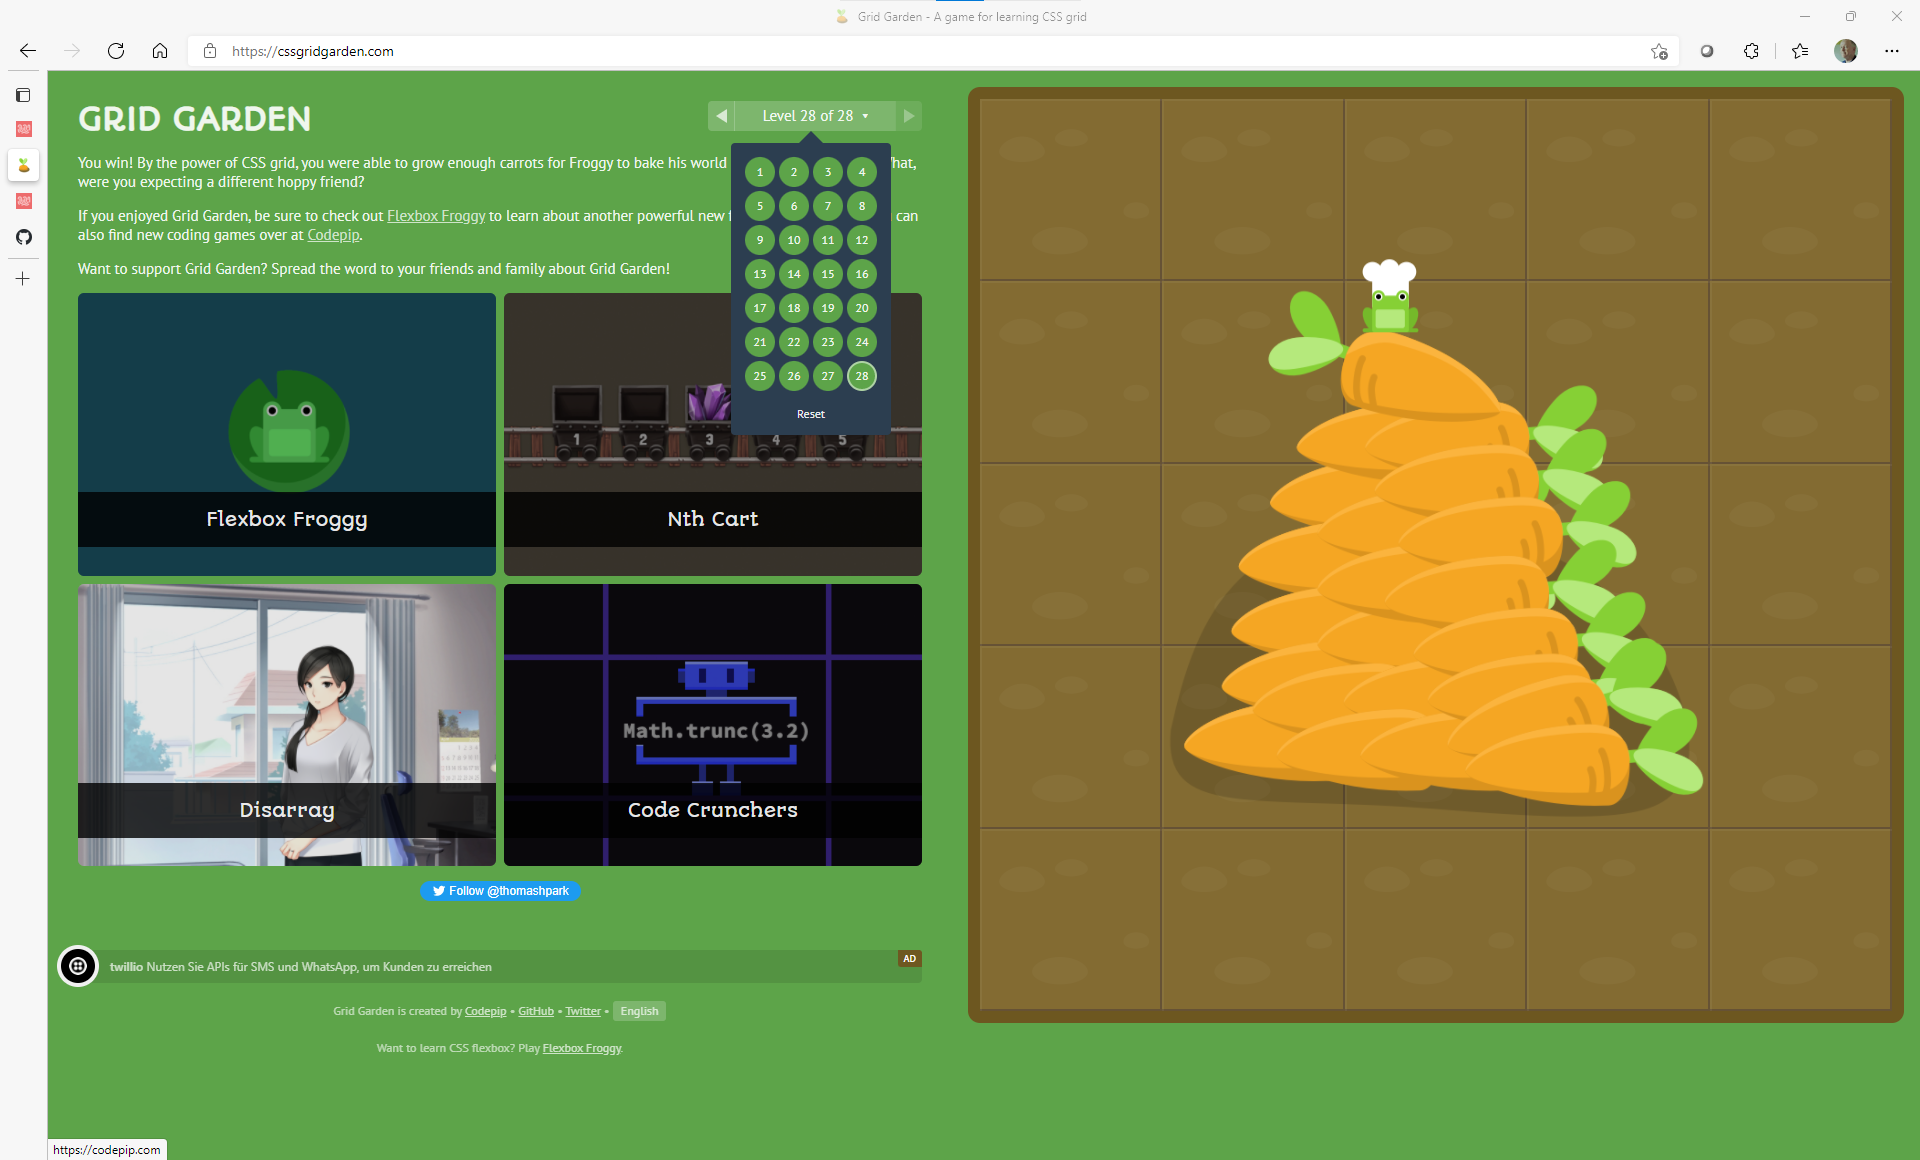 Grid Garden - A game for learning CSS grid
https://cssgridgarden.com
GRID GARDEN
Level 28 of 28
You win! By the power of CSS grid, you were able to grow enough carrots for Froggy to bake his world
hat,
were you expecting a different hoppy friend?
If you enjoyed Grid Garden, be sure to check out Flexbox Froggy to learn about another powerful new
can
also find new coding games over at Codepip.
Want to support Grid Garden? Spread the word to your friends and family about Grid Garden!
1 2 3 4
5 6 7 8
9 10 11 12
13 14 15 16
17 18 19 20
21 22 23 24
25 26 27 28
Reset
1 2 3 4 5
Flexbox Froggy
Nth Cart
Math.trunc(3.2)
Disarray
Code Crunchers
Follow @thomashpark
twillio Nutzen Sie APIs für SMS und WhatsApp, um Kunden zu erreichen
AD
Grid Garden is created by Codepip • GitHub • Twitter • English
Want to learn CSS flexbox? Play Flexbox Froggy.
https://codepip.com